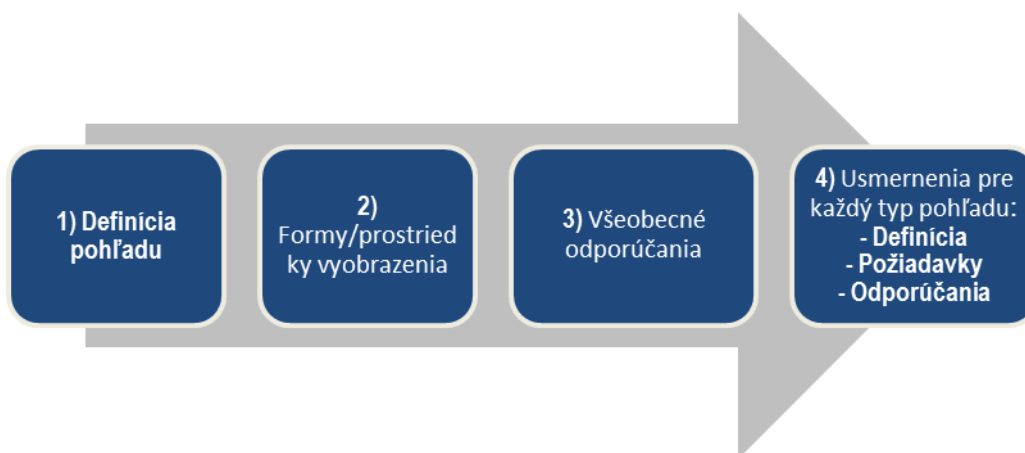 1) Definícia
pohľadu
2)
Formy/prostried
ky vyobrazenia
3) Všeobecné
odporúčania
4) Usmernenia pre
každý typ pohľadu:
- Definícia
- Požiadavky
- Odporúčania